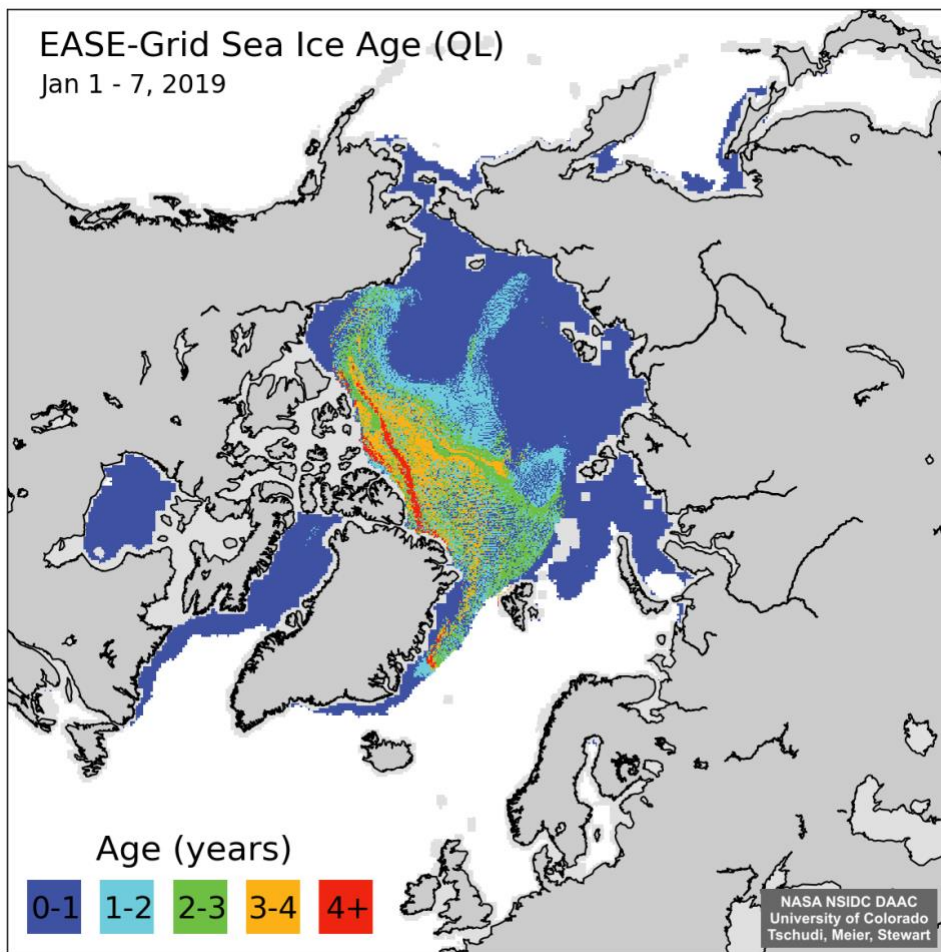 EASE-Grid Sea Ice Age (QL)
Jan 1 - 7, 2019
Age (years)
0-1 1-2 2-3 3-4 4+
NASA NSIDC DAAC
University of Colorado
Tschudi, Meier, Stewart